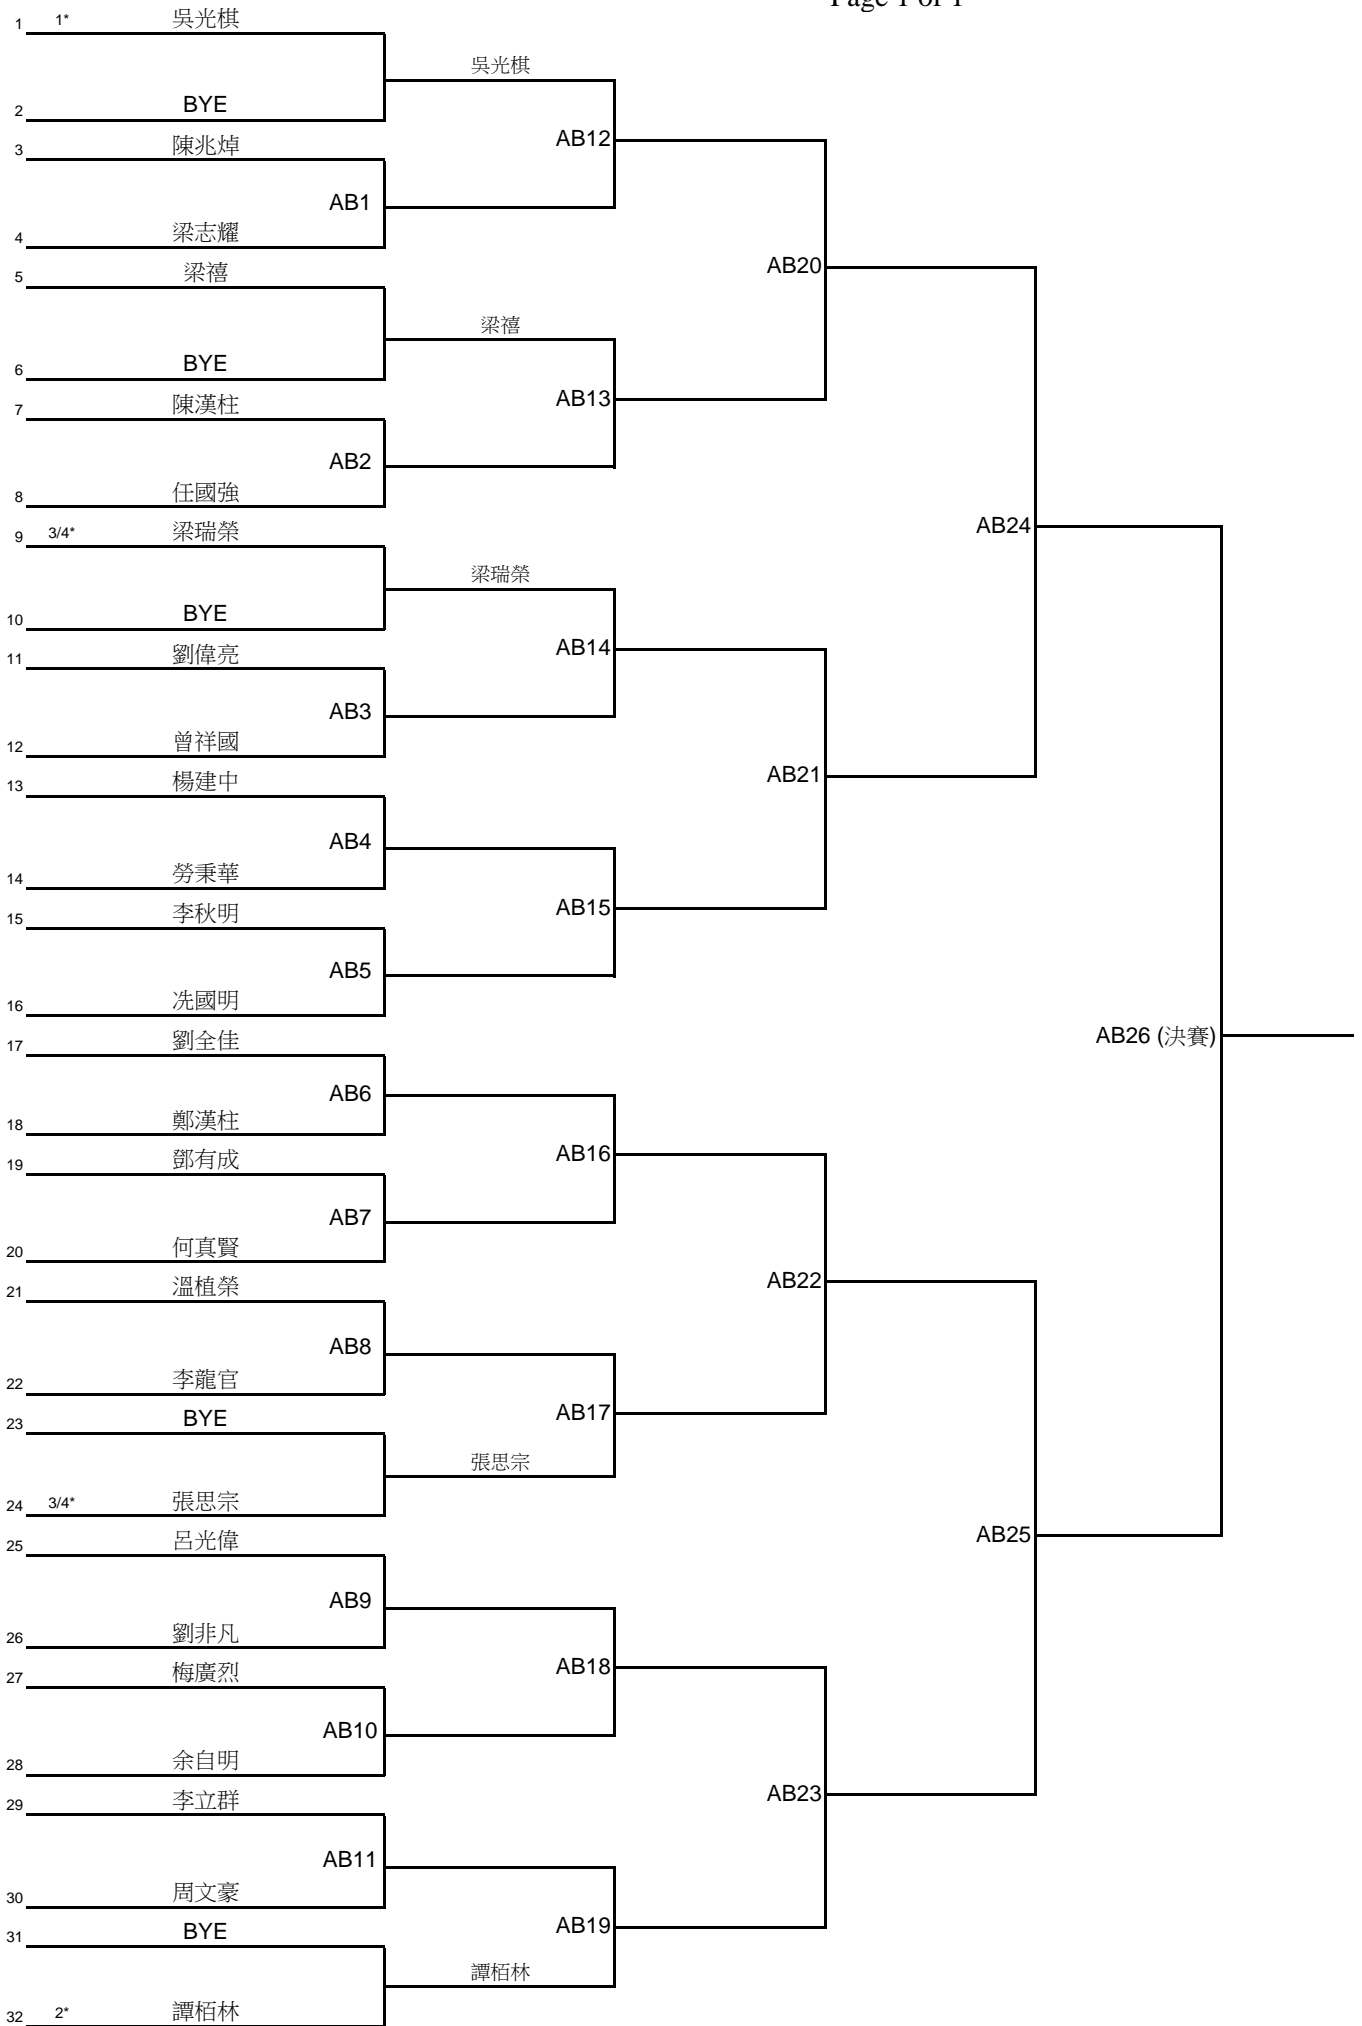 Page 1 of 1
1 1* 吳光棋
吳光棋
2 BYE
AB12
3 陳兆焯
AB1
4 梁志耀
AB20
5 梁禧
梁禧
6 BYE
AB13
7 陳漢柱
AB2
8 任國強
AB24
9 3/4* 梁瑞榮
梁瑞榮
10 BYE
AB14
11 劉偉亮
AB3
12 曾祥國
AB21
13 楊建中
AB4
14 勞秉華
AB15
15 李秋明
AB5
16 冼國明
AB26 (決賽)
17 劉全佳
AB6
18 鄭漢柱
AB16
19 鄧有成
AB7
20 何真賢
AB22
21 溫植榮
AB8
22 李龍官
AB17
23 BYE
張思宗
24 3/4* 張思宗
AB25
25 呂光偉
AB9
26 劉非凡
AB18
27 梅廣烈
AB10
28 余自明
AB23
29 李立群
AB11
30 周文豪
AB19
31 BYE
譚栢林
32 2* 譚栢林